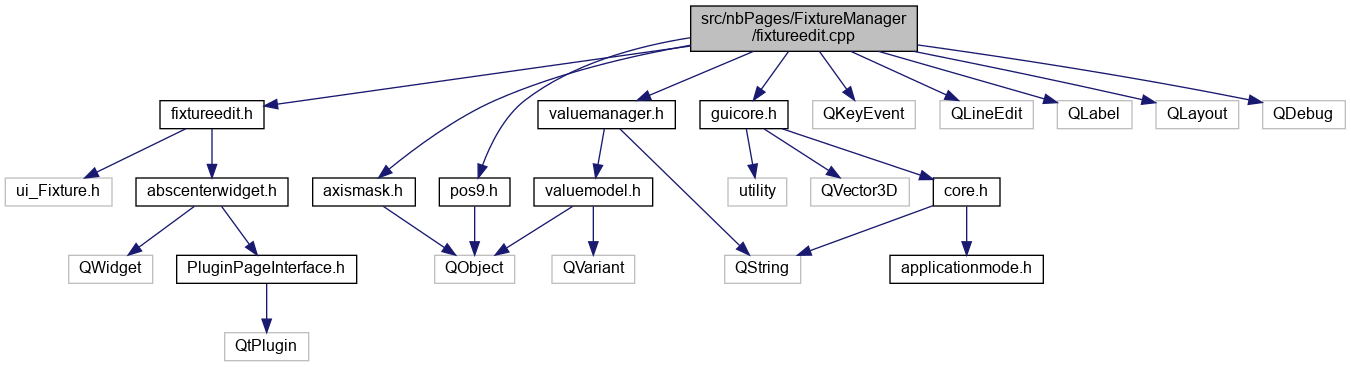 src/nbPages/FixtureManager
/fixtureedit.cpp
fixtureedit.h
valuemanager.h
guicore.h
QKeyEvent
QLineEdit
QLabel
QLayout
QDebug
ui_Fixture.h
abscenterwidget.h
axismask.h
pos9.h
valuemodel.h
utility
QVector3D
core.h
QWidget
PluginPageInterface.h
QObject
QVariant
QString
applicationmode.h
QtPlugin